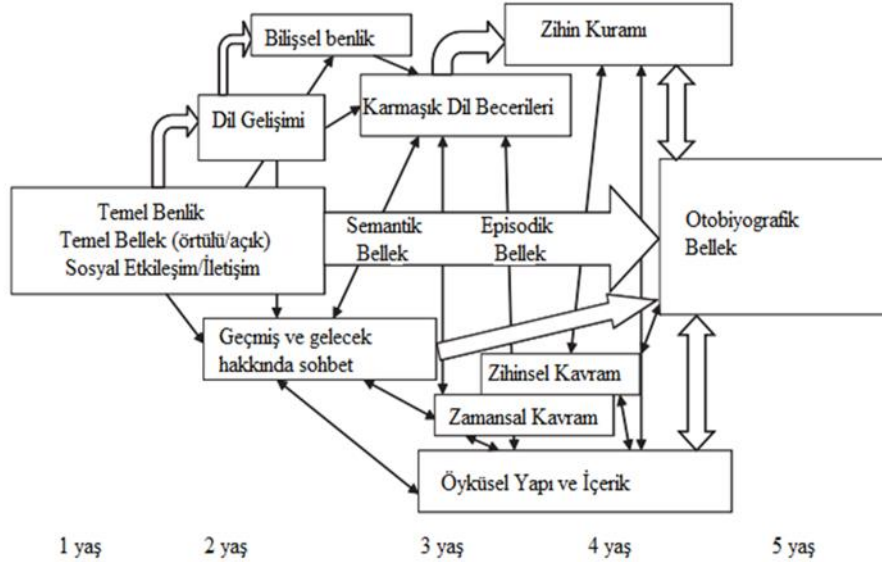 Bilişsel benlik
Zihin Kuramı
Dil Gelişimi
Karmaşık Dil Becerileri
Temel Benlik
Temel Bellek (örtülü/açık)
Sosyal Etkileşim/İletişim
Semantik
Bellek
Episodik
Bellek
Otobiyografik
Bellek
Geçmiş ve gelecek
hakkında sohbet
Zihinsel Kavram
Zamansal Kavram
Öyküsel Yapı ve İçerik
1 yaş
2 yaş
3 yaş
4 yaş
5 yaş